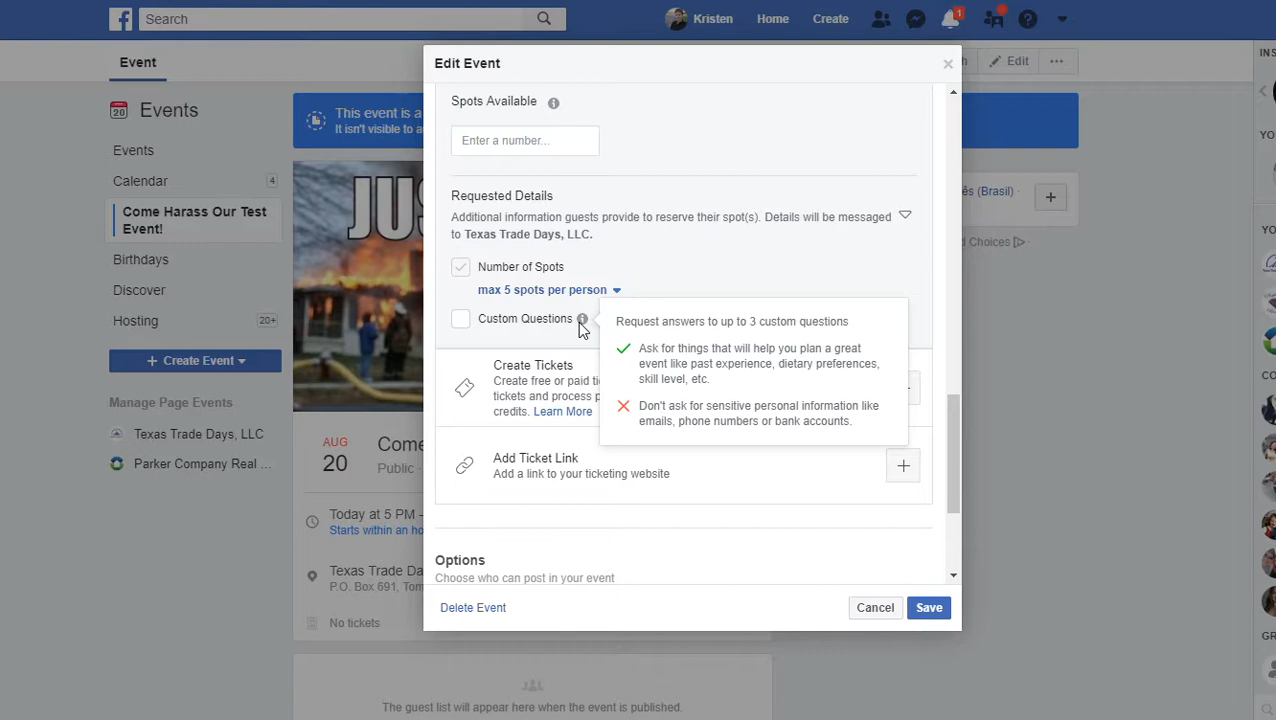 Search
Kristen
Home
Create
1
Event
Edit Event
Edit
Events
Events
Calendar
4
Come Harass Our Test
Event!
Birthdays
Discover
Hosting
20+
+ Create Event
Manage Page Events
Texas Trade Days, LLC
Parker Company Real ...
This event is a
It isn't visible to a
JUS
AUG
20
Come
Public
Today at 5 PM –
Starts within an ho
Texas Trade Da
P.O. Box 691, Tom
No tickets
The guest list will appear here when the event is published.
Spots Available
Enter a number...
Requested Details
Additional information guests provide to reserve their spot(s). Details will be messaged
to Texas Trade Days, LLC.
Number of Spots
max 5 spots per person
Custom Questions
Request answers to up to 3 custom questions
Ask for things that will help you plan a great
event like past experience, dietary preferences,
skill level, etc.
Don't ask for sensitive personal information like
emails, phone numbers or bank accounts.
Create Tickets
Create free or paid
tickets and process p
credits. Learn More
Add Ticket Link
Add a link to your ticketing website
Options
Choose who can post in your event
Delete Event
Cancel
Save
(Brasil) ·
d Choices
INS
YO
YO
GR